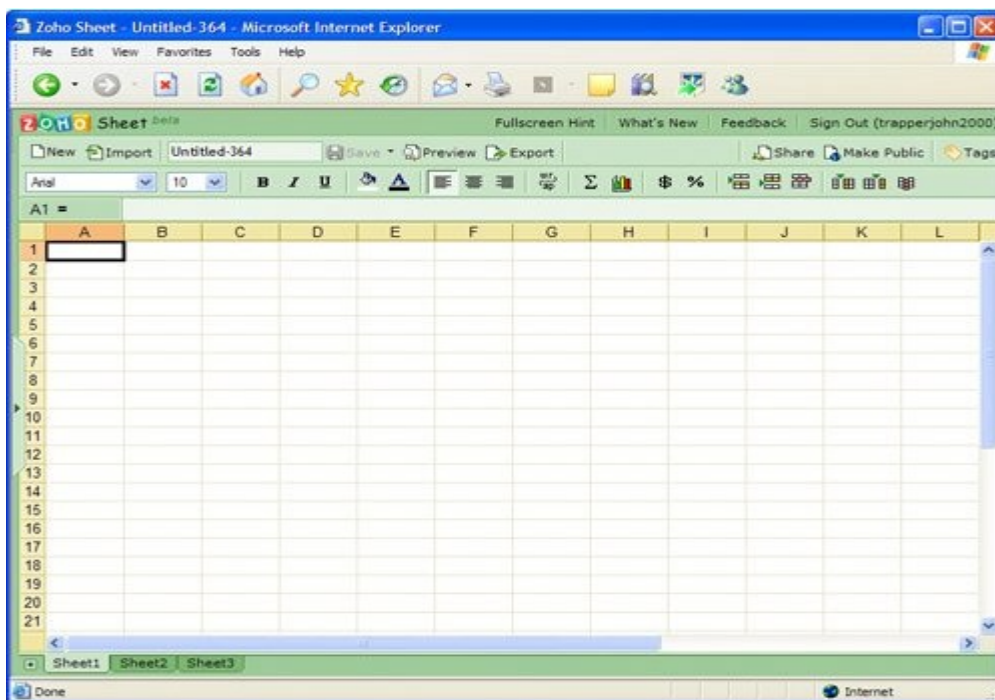 Zoho Sheet - Untitled-364 - Microsoft Internet Explorer
File Edit View Favorites Tools Help
ZOHO Sheet beta Fullscreen Hint What's New Feedback Sign Out (trapperjohn2000)
New Import Untitled-364 Save Preview Export Share Make Public Tags
Arial 10 B I U A Σ $ %
A1 =
A B C D E F G H I J K L
1
2
3
4
5
6
7
8
9
10
11
12
13
14
15
16
17
18
19
20
21
Sheet1 Sheet2 Sheet3
Done Internet